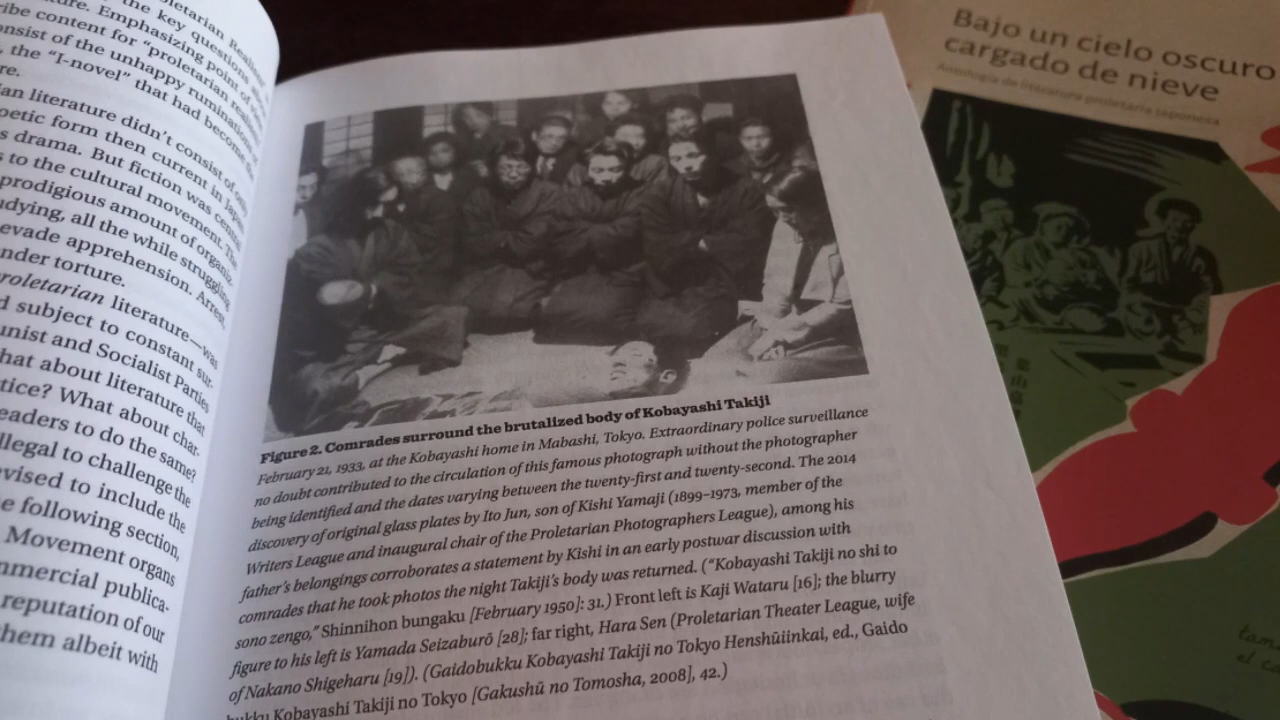 the key questions
ture. Emphasizing point of
ribe content for "proletarian realism
onsist of the unhappy rumination
, the "I-novel" that had become
re.
ian literature didn't consist of only
oetic form then current in Japan
s drama. But fiction was central
s to the cultural movement. The
prodigious amount of organiz-
udying, all the while struggling
evade apprehension. Arrest
nder torture.
roletarian literature—was
d subject to constant sur-
unist and Socialist Parties
hat about literature that
tice? What about char-
eaders to do the same?
llegal to challenge the
evised to include the
e following section,
Movement organs
mmercial publica-
reputation of our
them albeit with
Figure 2. Comrades surround the brutalized body of Kobayashi Takiji
February 21, 1933, at the Kobayashi home in Mabashi, Tokyo. Extraordinary police surveillance
no doubt contributed to the circulation of this famous photograph without the photographer
being identified and the dates varying between the twenty-first and twenty-second. The 2014
discovery of original glass plates by Ito Jun, son of Kishi Yamaji (1899–1973, member of the
Writers League and inaugural chair of the Proletarian Photographers League), among his
father's belongings corroborates a statement by Kishi in an early postwar discussion with
comrades that he took photos the night Takiji's body was returned. ("Kobayashi Takiji no shi to
sono zengo," Shinnihon bungaku [February 1950]: 31.) Front left is Kaji Wataru [16]; the blurry
figure to his left is Yamada Seizaburō [28]; far right, Hara Sen (Proletarian Theater League, wife
of Nakano Shigeharu [19]). (Gaidobukku Kobayashi Takiji no Tokyo Henshūiinkai, ed., Gaido
bukku Kobayashi Takiji no Tokyo [Gakushū no Tomosha, 2008], 42.)
Bajo un cielo oscuro
cargado de nieve
Antología de literatura proletaria japonesa